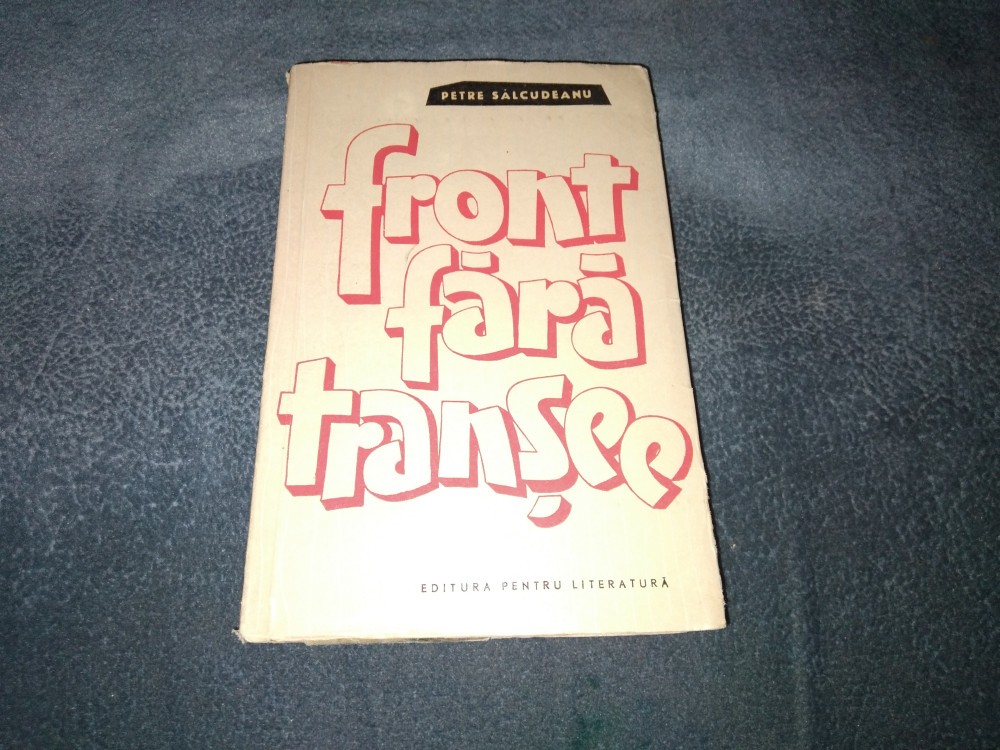 PETRE SĂLCUDEANU
front
fără
tranșee
EDITURA PENTRU LITERATURĂ